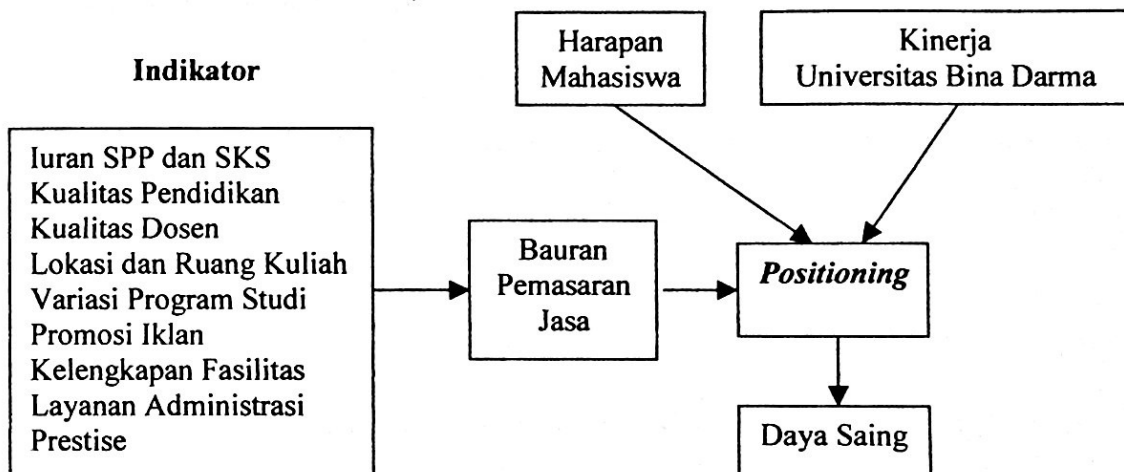 Harapan
Mahasiswa
Kinerja
Universitas Bina Darma
Indikator
Iuran SPP dan SKS
Kualitas Pendidikan
Kualitas Dosen
Lokasi dan Ruang Kuliah
Variasi Program Studi
Promosi Iklan
Kelengkapan Fasilitas
Layanan Administrasi
Prestise
Bauran
Pemasaran
Jasa
Positioning
Daya Saing